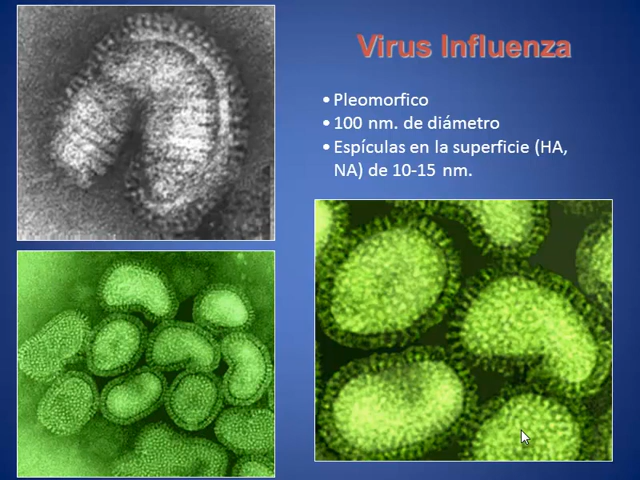 Virus Influenza
• Pleomorfico
• 100 nm. de diámetro
• Espículas en la superficie (HA,
NA) de 10-15 nm.